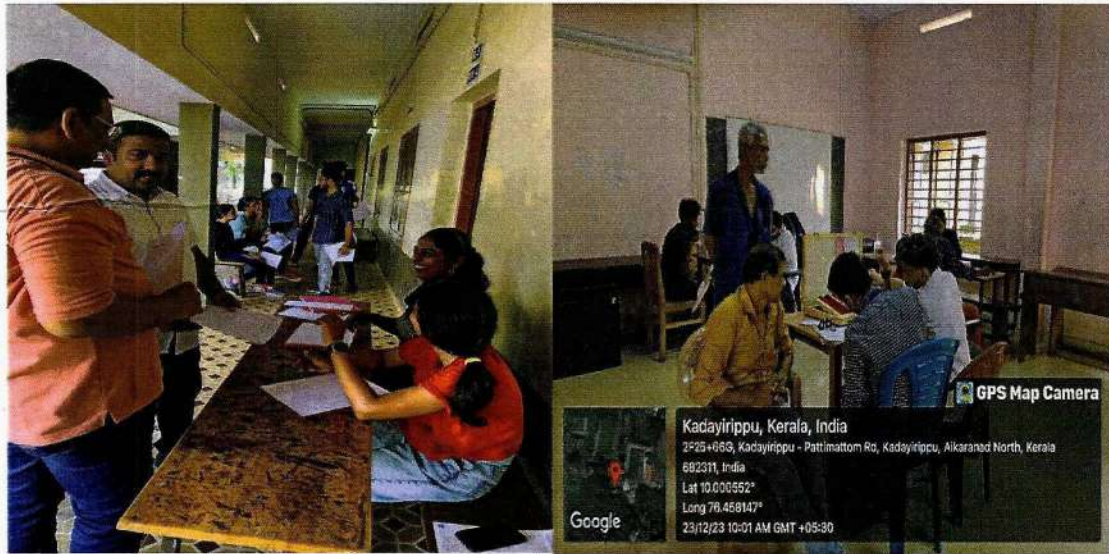 GPS Map Camera
Kadayirippu, Kerala, India
2F25+66G, Kadayirippu - Pattimattom Rd, Kadayirippu, Aikaranad North, Kerala
682311, India
Lat 10.000552°
Long 76.458147°
23/12/23 10:01 AM GMT +05:30
Google